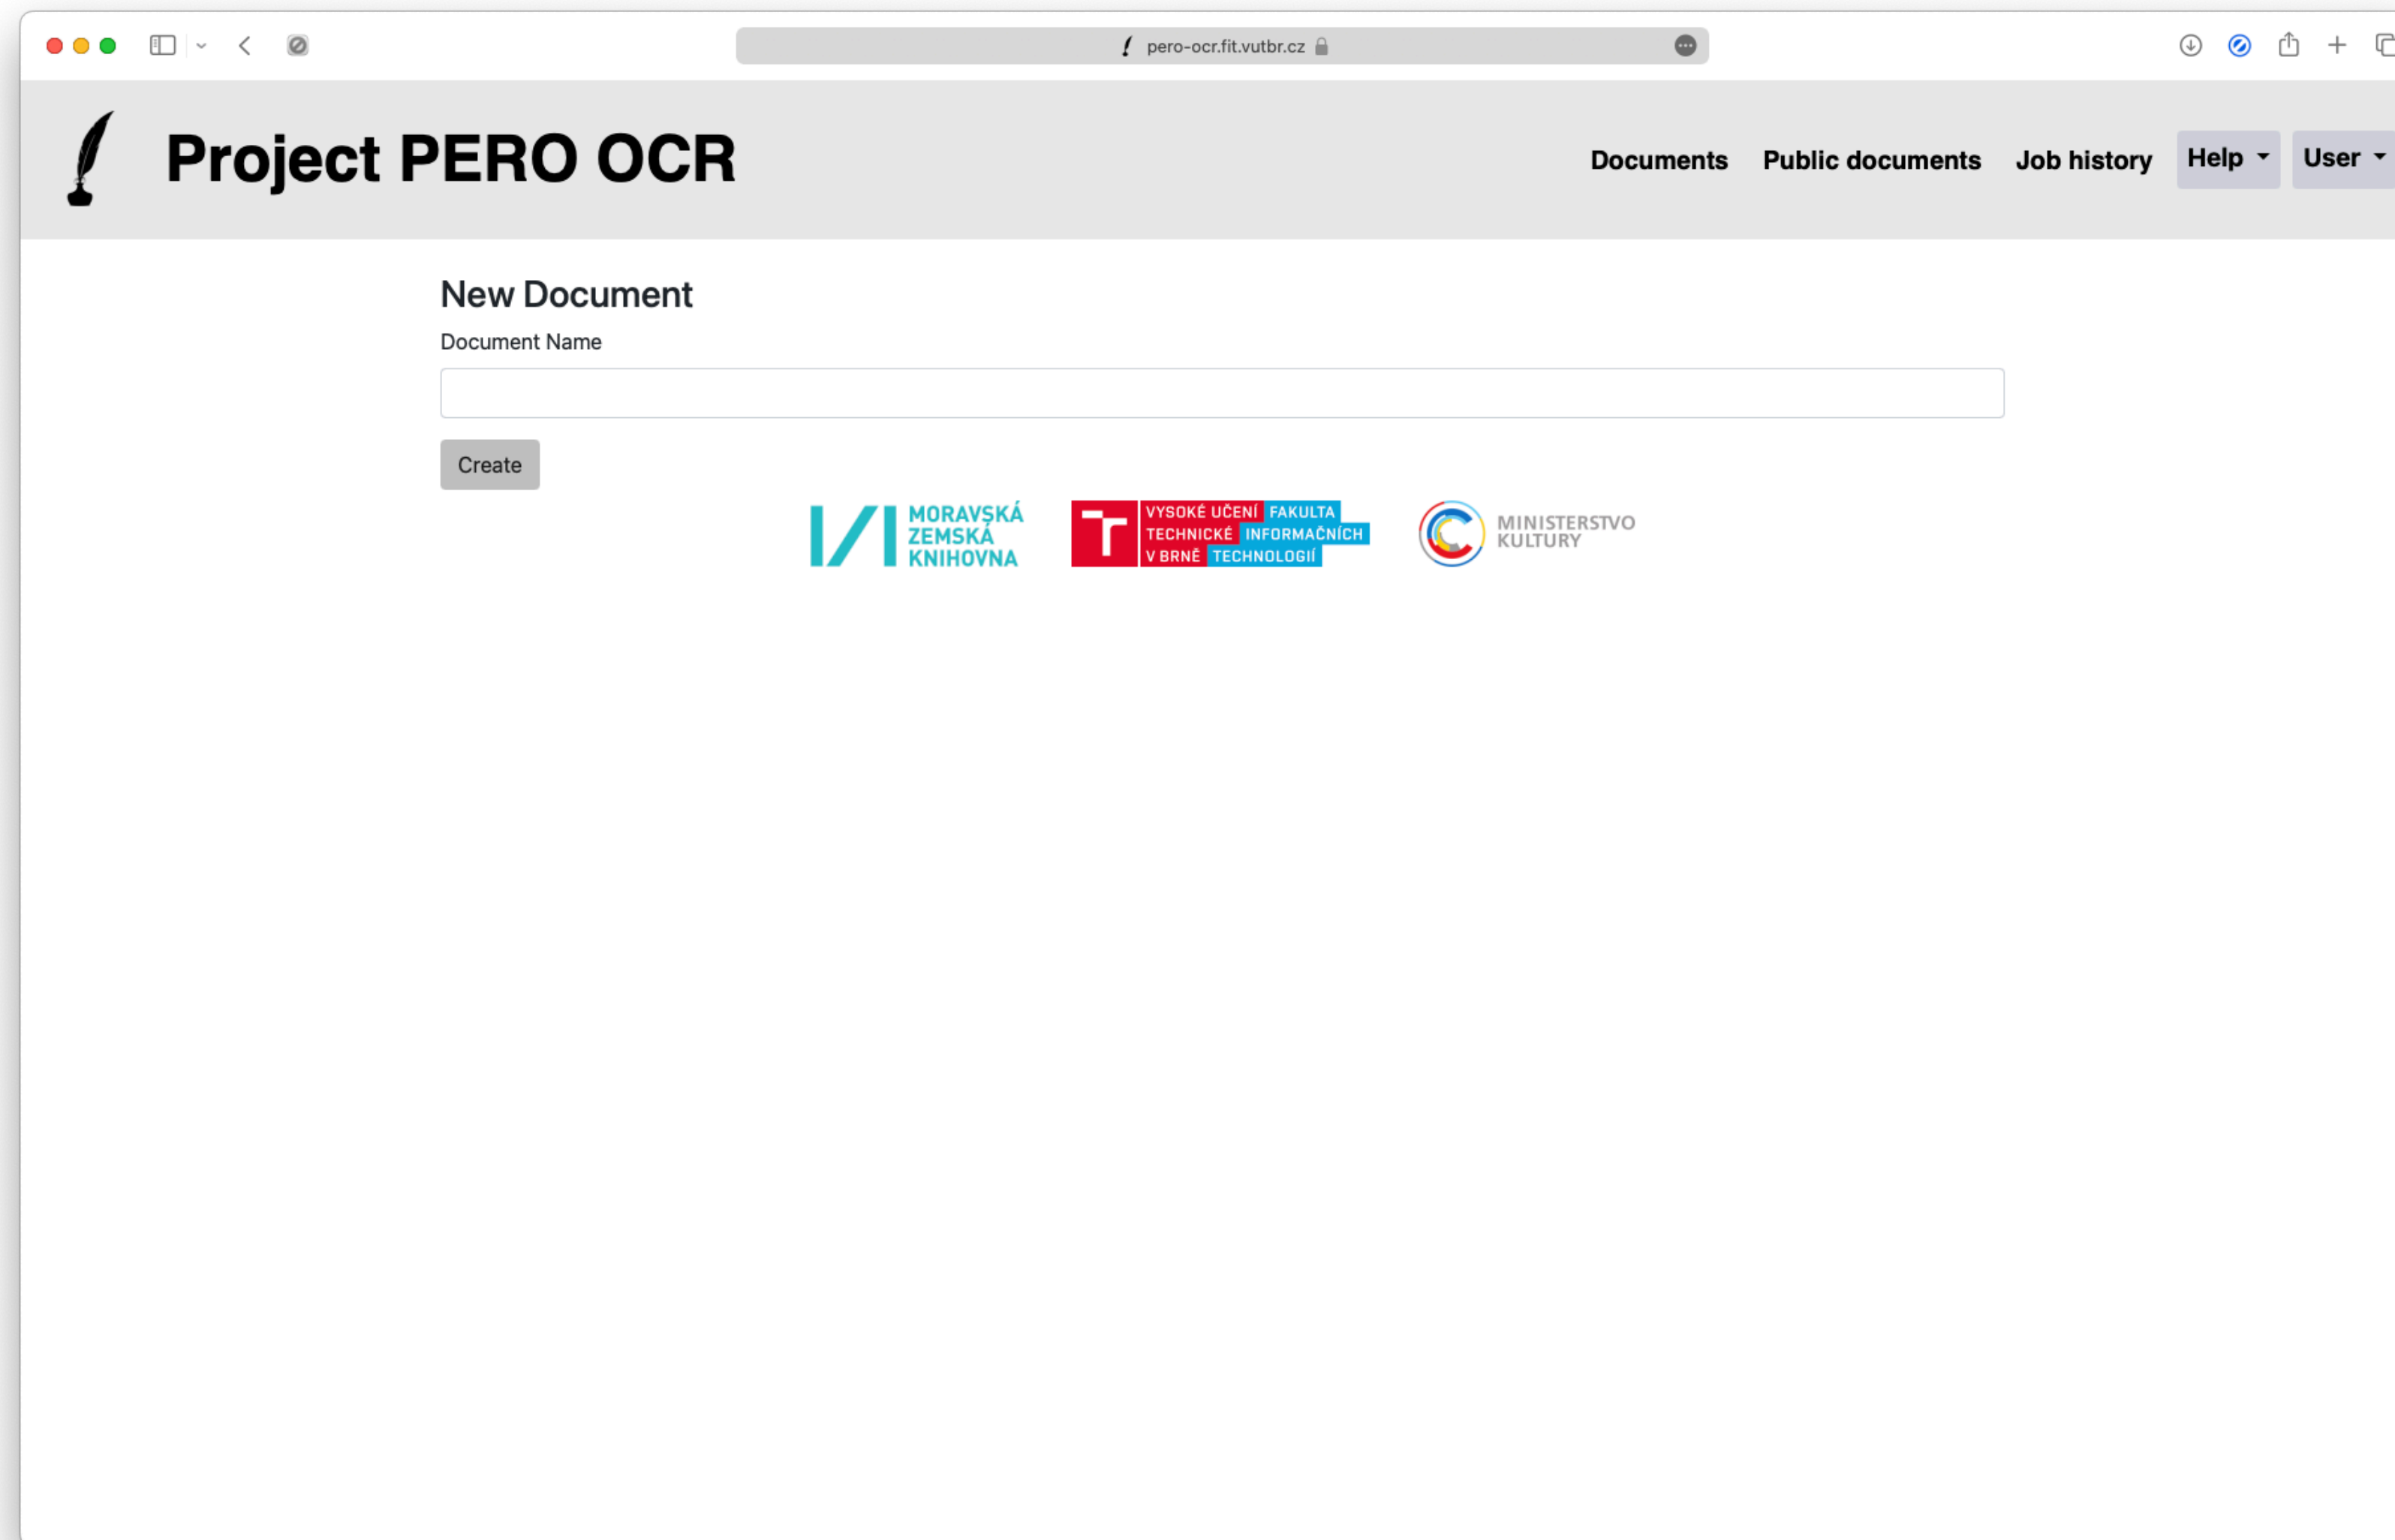 pero-ocr.fit.vutbr.cz
Project PERO OCR
Documents Public documents Job history Help User
New Document
Document Name
Create
MORAVSKÁ
ZEMSKÁ
KNIHOVNA
VYSOKÉ UČENÍ FAKULTA
TECHNICKÉ INFORMAČNÍCH
V BRNĚ TECHNOLOGIÍ
MINISTERSTVO
KULTURY